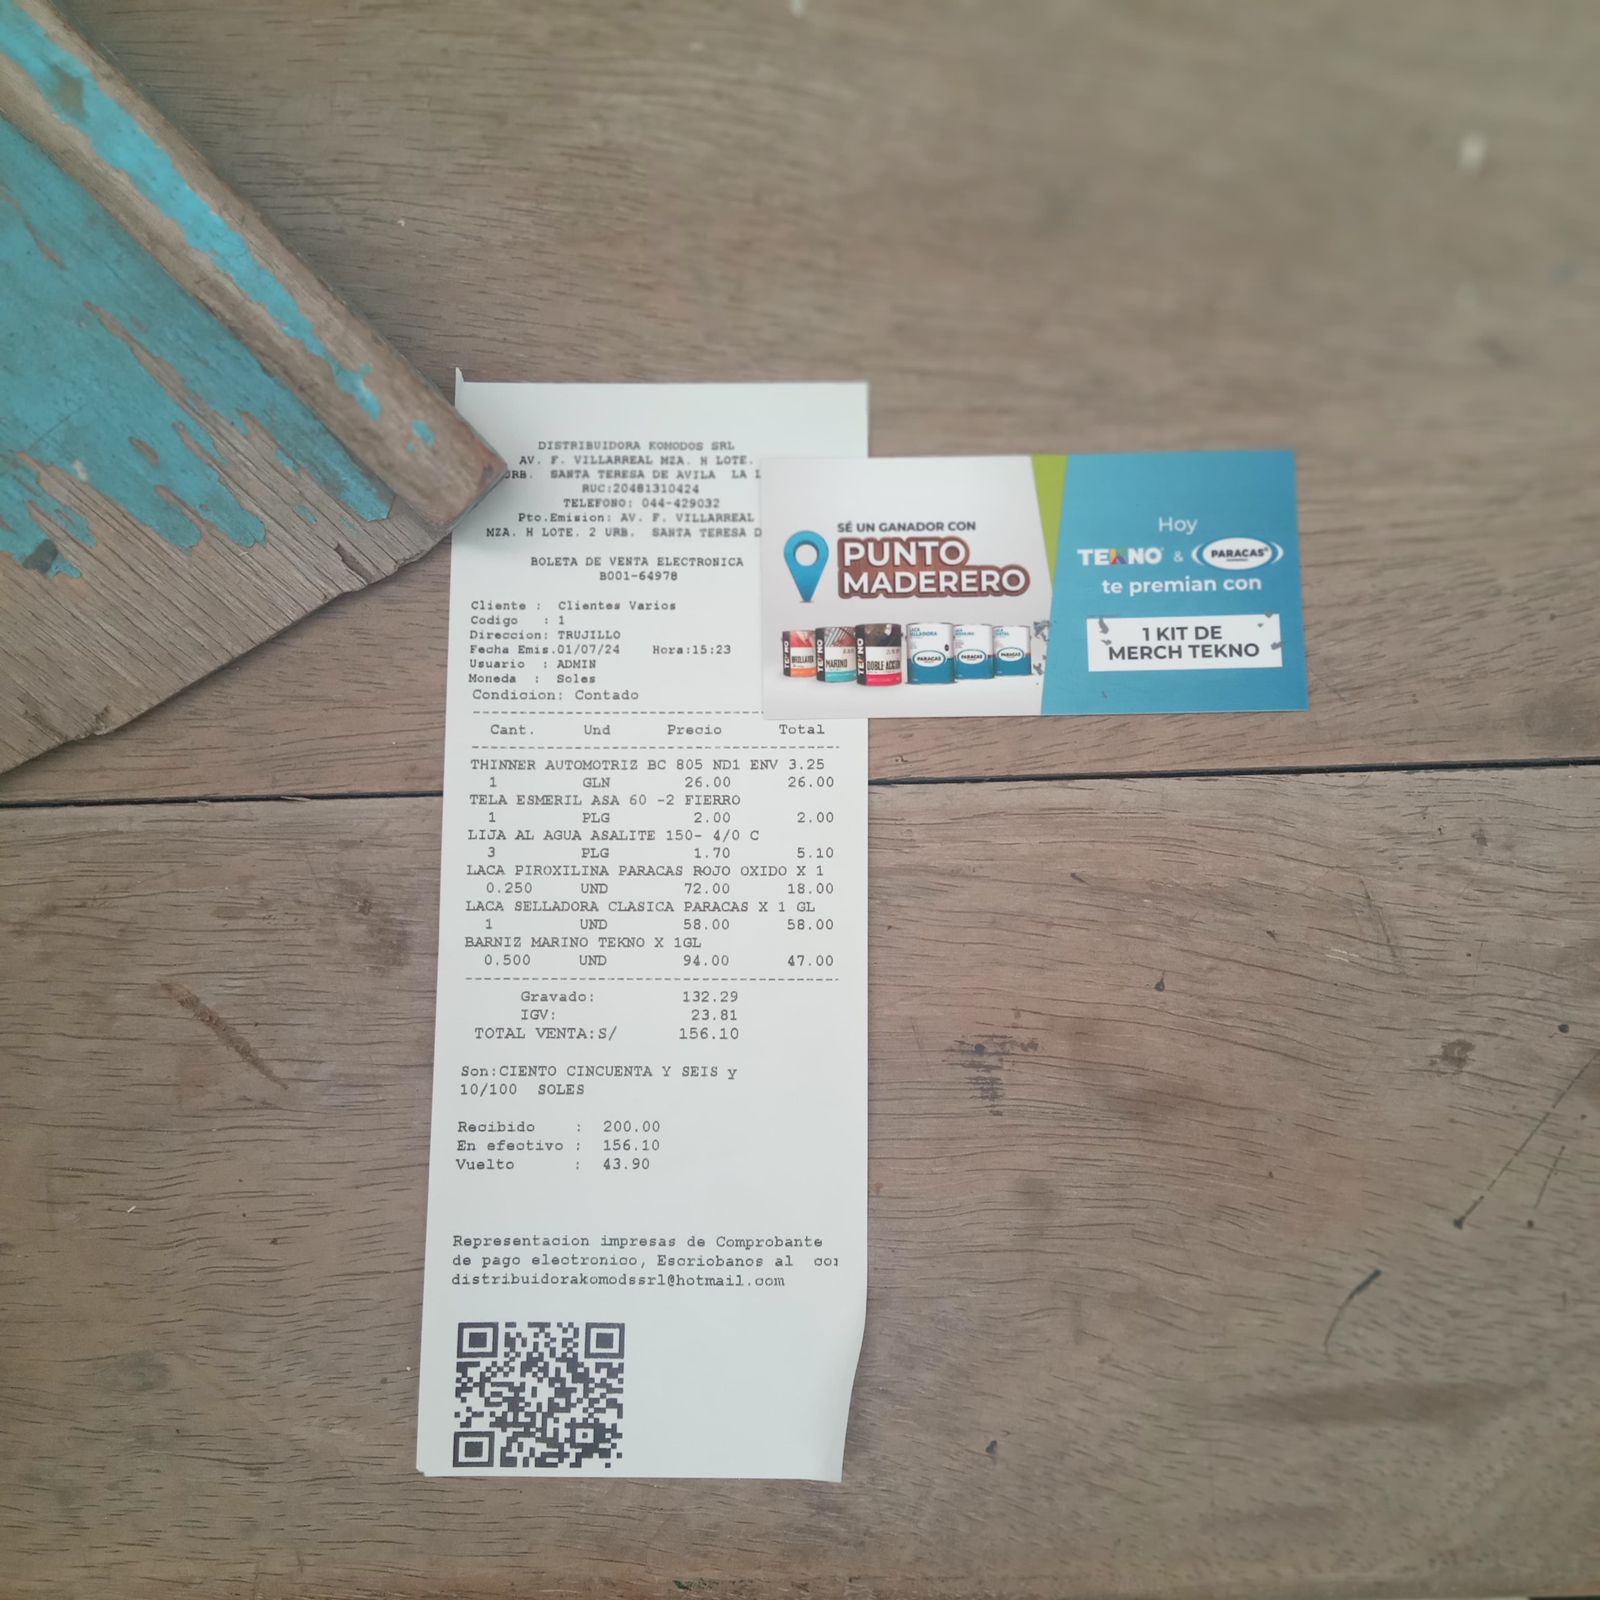 DISTRIBUIDORA KOMODOS SRL
AV. F. VILLARREAL MZA. H LOTE.
URB. SANTA TERESA DE AVILA LA L
RUC:20481310424
TELEFONO: 044-429032
Pto.Emision: AV. F. VILLARREAL
MZA. H LOTE. 2 URB. SANTA TERESA D
BOLETA DE VENTA ELECTRONICA
B001-64978
Cliente : Clientes Varios
Codigo : 1
Direccion: TRUJILLO
Fecha Emis.01/07/24 Hora:15:23
Usuario : ADMIN
Moneda : Soles
Condicion: Contado
Cant. Und Precio Total
THINNER AUTOMOTRIZ BC 805 ND1 ENV 3.25
1 GLN 26.00 26.00
TELA ESMERIL ASA 60 -2 FIERRO
1 PLG 2.00 2.00
LIJA AL AGUA ASALITE 150- 4/0 C
3 PLG 1.70 5.10
LACA PIROXILINA PARACAS ROJO OXIDO X 1
0.250 UND 72.00 18.00
LACA SELLADORA CLASICA PARACAS X 1 GL
1 UND 58.00 58.00
BARNIZ MARINO TEKNO X 1GL
0.500 UND 94.00 47.00
Gravado: 132.29
IGV: 23.81
TOTAL VENTA:S/ 156.10
Son:CIENTO CINCUENTA Y SEIS y
10/100 SOLES
Recibido : 200.00
En efectivo : 156.10
Vuelto : 43.90
Representacion impresas de Comprobante
de pago electronico, Escriobanos al cor
distribuidorakomodssrl@hotmail.com
SÉ UN GANADOR CON
PUNTO
MADERERO
TEKNO
BRILLATEX
TEKNO
MARINO
TEKNO
DOBLE ACCIÓN
LACA
SELLADORA
PARACAS
PARACAS
PARACAS
Hoy
TEKNO & PARACAS
te premian con
1 KIT DE
MERCH TEKNO